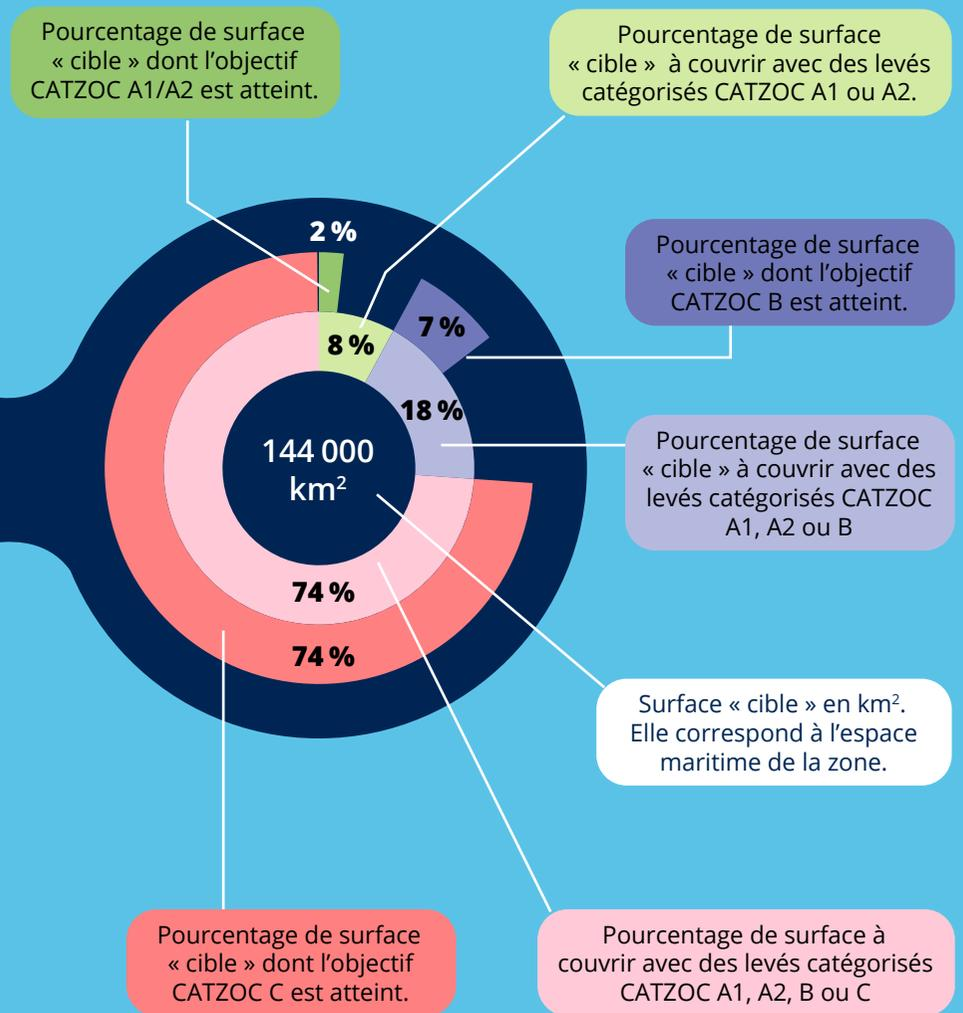 Pourcentage de surface
« cible » dont l’objectif
CATZOC A1/A2 est atteint.
Pourcentage de surface
« cible » à couvrir avec des levés
catégorisés CATZOC A1 ou A2.
2 %
8 %
7 %
18 %
Pourcentage de surface
« cible » dont l’objectif
CATZOC B est atteint.
Pourcentage de surface
« cible » à couvrir avec des
levés catégorisés CATZOC
A1, A2 ou B
144 000
km²
74 %
74 %
Surface « cible » en km².
Elle correspond à l’espace
maritime de la zone.
Pourcentage de surface
« cible » dont l’objectif
CATZOC C est atteint.
Pourcentage de surface à
couvrir avec des levés catégorisés
CATZOC A1, A2, B ou C